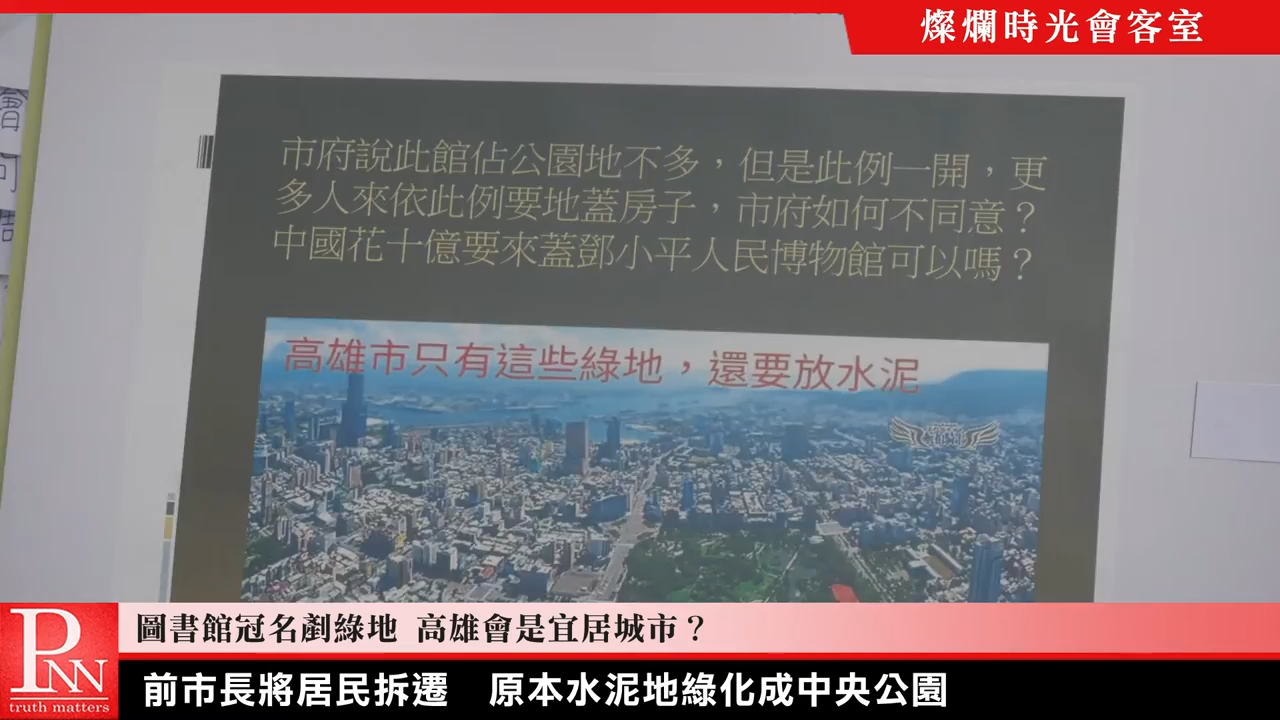 燦爛時光會客室
市府說此館佔公園地不多，但是此例一開，更
多人來依此例要地蓋房子，市府如何不同意？
中國花十億要來蓋鄧小平人民博物館可以嗎？
高雄市只有這些綠地，還要放水泥
圖書館冠名剷綠地 高雄會是宜居城市？
PNN
truth matters
前市長將居民拆遷 原本水泥地綠化成中央公園